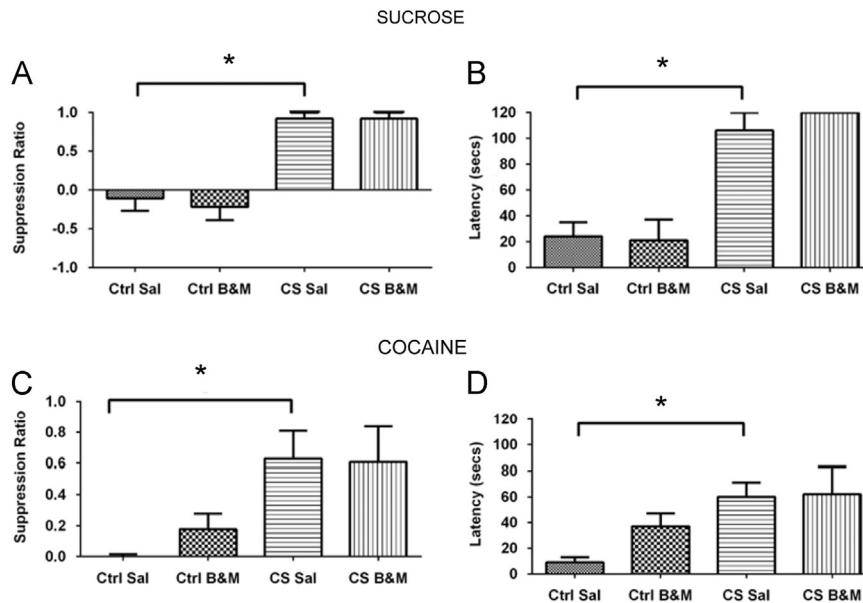 SUCROSE
A
*
Suppression Ratio
1.0
0.5
0.0
-0.5
-1.0
Ctrl Sal Ctrl B&M CS Sal CS B&M
B
*
Latency (secs)
120
100
80
60
40
20
0
Ctrl Sal Ctrl B&M CS Sal CS B&M
COCAINE
C
*
Suppression Ratio
1.0
0.8
0.6
0.4
0.2
0.0
Ctrl Sal Ctrl B&M CS Sal CS B&M
D
*
Latency (secs)
120
100
80
60
40
20
0
Ctrl Sal Ctrl B&M CS Sal CS B&M